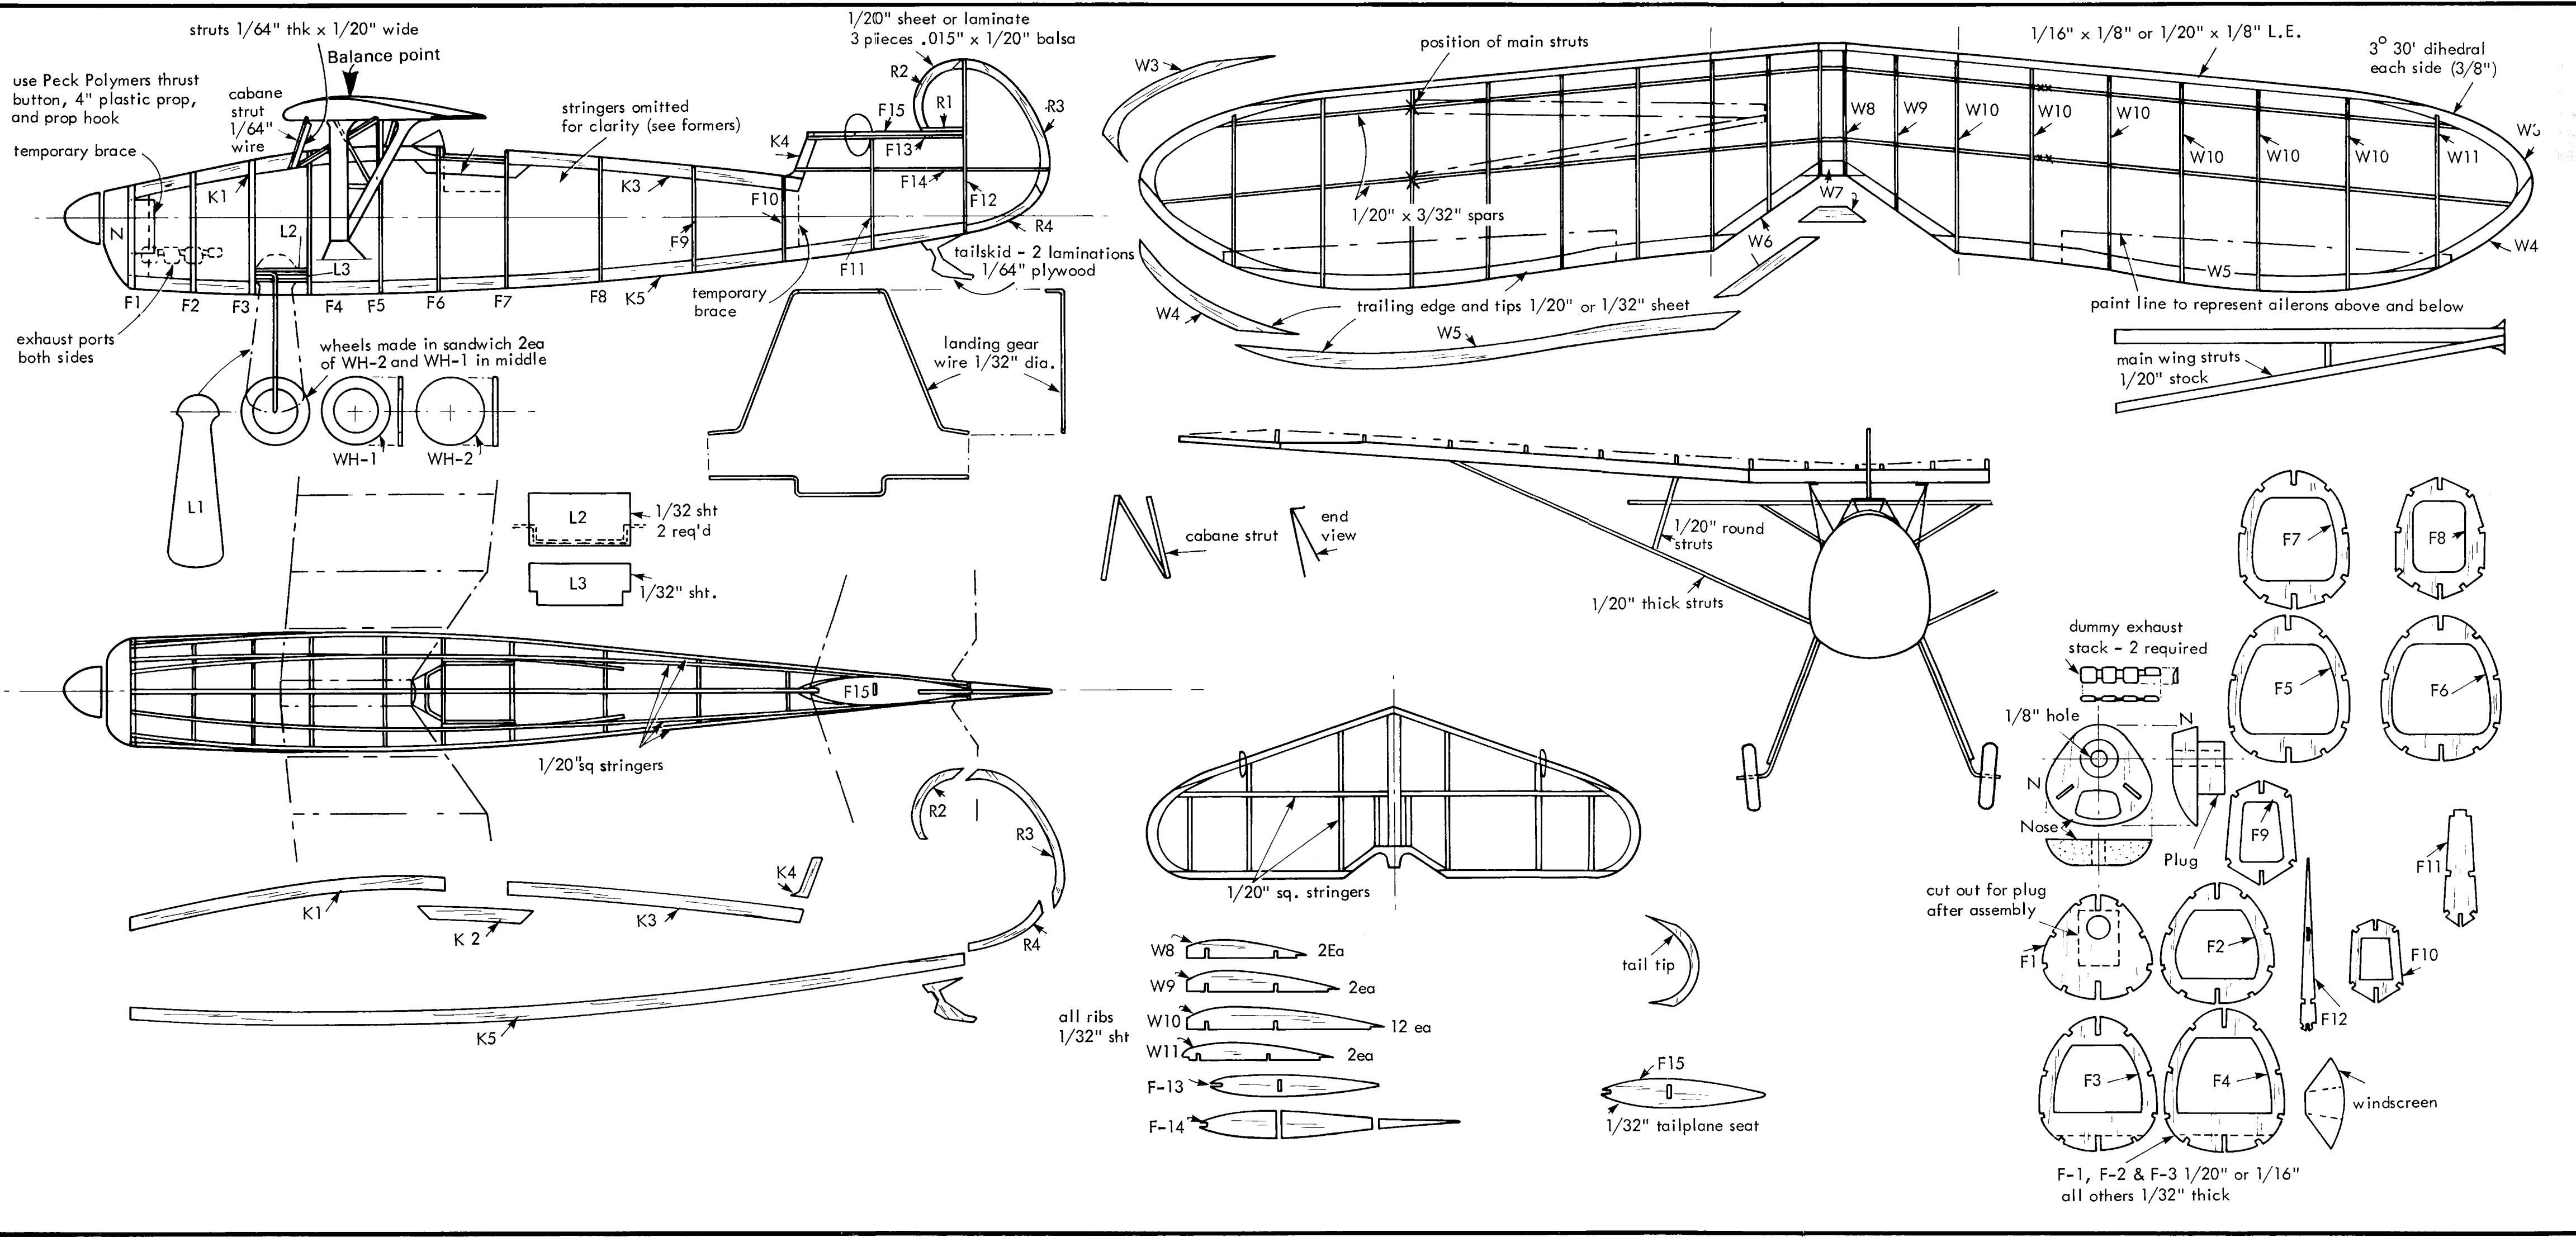 struts 1/64" thk x 1/20" wide
Balance point
use Peck Polymers thrust
button, 4" plastic prop,
and prop hook
temporary brace
cabane
strut
1/64"
wire
stringers omitted
for clarity (see formers)
1/20" sheet or laminate
3 pieces .015" x 1/20" balsa
R2
F15
R1
R3
K4
F13
F14
K1
K3
F10
F12
N
L2
F9
R4
L3
F11
tailskid - 2 laminations
1/64" plywood
F1
F2
F3
F4
F5
F6
F7
F8
K5
temporary
brace
exhaust ports
both sides
wheels made in sandwich 2ea
of WH-2 and WH-1 in middle
landing gear
wire 1/32" dia.
WH-1
WH-2
L1
L2
1/32 sht
2 req'd
L3
1/32" sht.
F15
1/20"sq stringers
R2
R3
K4
K1
K 2
K3
R4
K5
W3
position of main struts
1/16" x 1/8" or 1/20" x 1/8" L.E.
3° 30' dihedral
each side (3/8")
W8
W9
W10
W10
W10
W3
W10
W10
W10
W11
W7
1/20" x 3/32" spars
W6
W4
W5
W4
trailing edge and tips 1/20" or 1/32" sheet
W5
paint line to represent ailerons above and below
main wing struts
1/20" stock
cabane strut
end
view
1/20" round
struts
1/20" thick struts
F7
F8
dummy exhaust
stack - 2 required
F5
F6
1/8" hole
N
N
Nose
Plug
F9
F11
1/20" sq. stringers
cut out for plug
after assembly
F1
F2
F10
F12
W8
2Ea
W9
2ea
all ribs
1/32" sht
W10
12 ea
W11
2ea
F-13
F-14
tail tip
F15
1/32" tailplane seat
F3
F4
windscreen
F-1, F-2 & F-3 1/20" or 1/16"
all others 1/32" thick